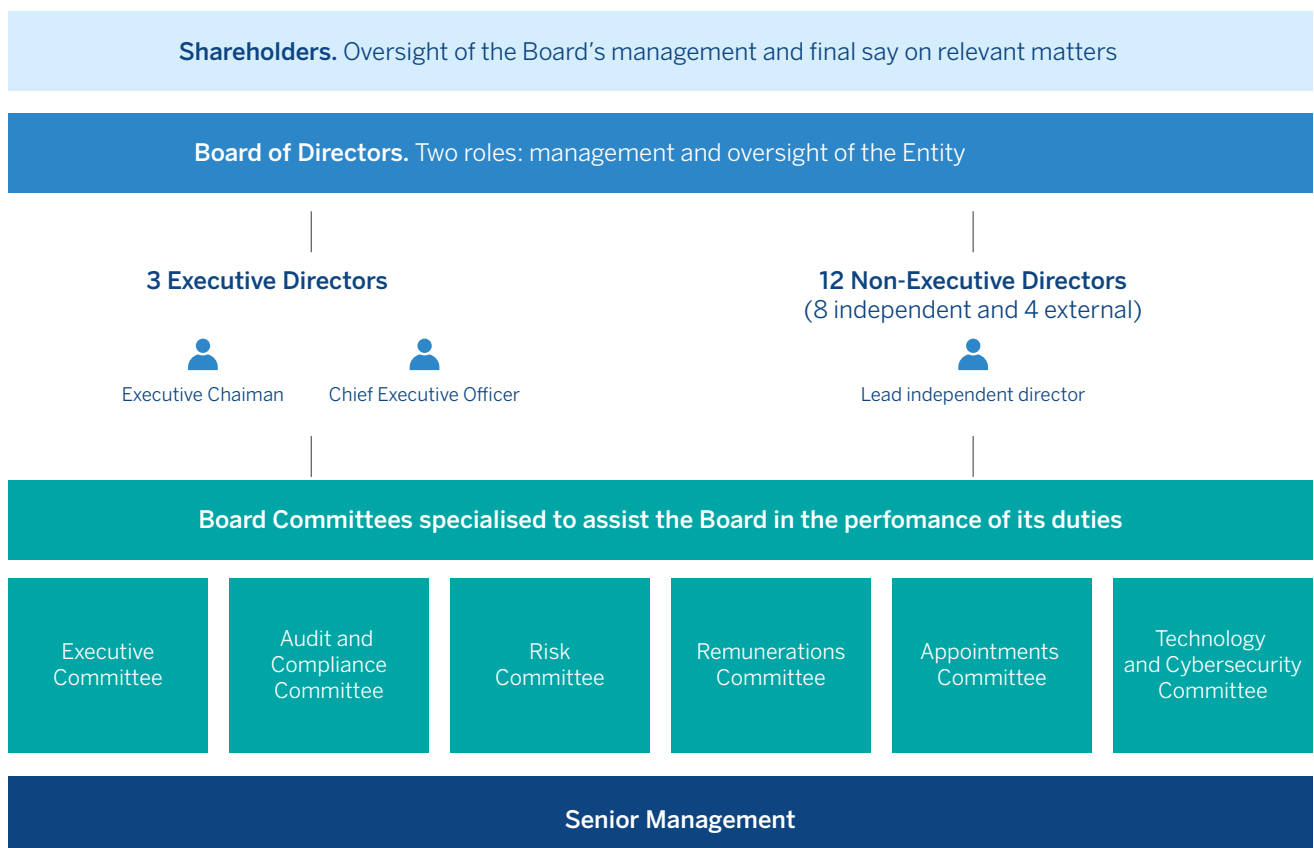 Shareholders. Oversight of the Board's management and final say on relevant matters
Board of Directors. Two roles: management and oversight of the Entity
3 Executive Directors
Executive Chaiman
Chief Executive Officer
12 Non-Executive Directors
(8 independent and 4 external)
Lead independent director
Board Committees specialised to assist the Board in the perfomance of its duties
Executive
Committee
Audit and
Compliance
Committee
Risk
Committee
Remunerations
Committee
Appointments
Committee
Technology
and Cybersecurity
Committee
Senior Management